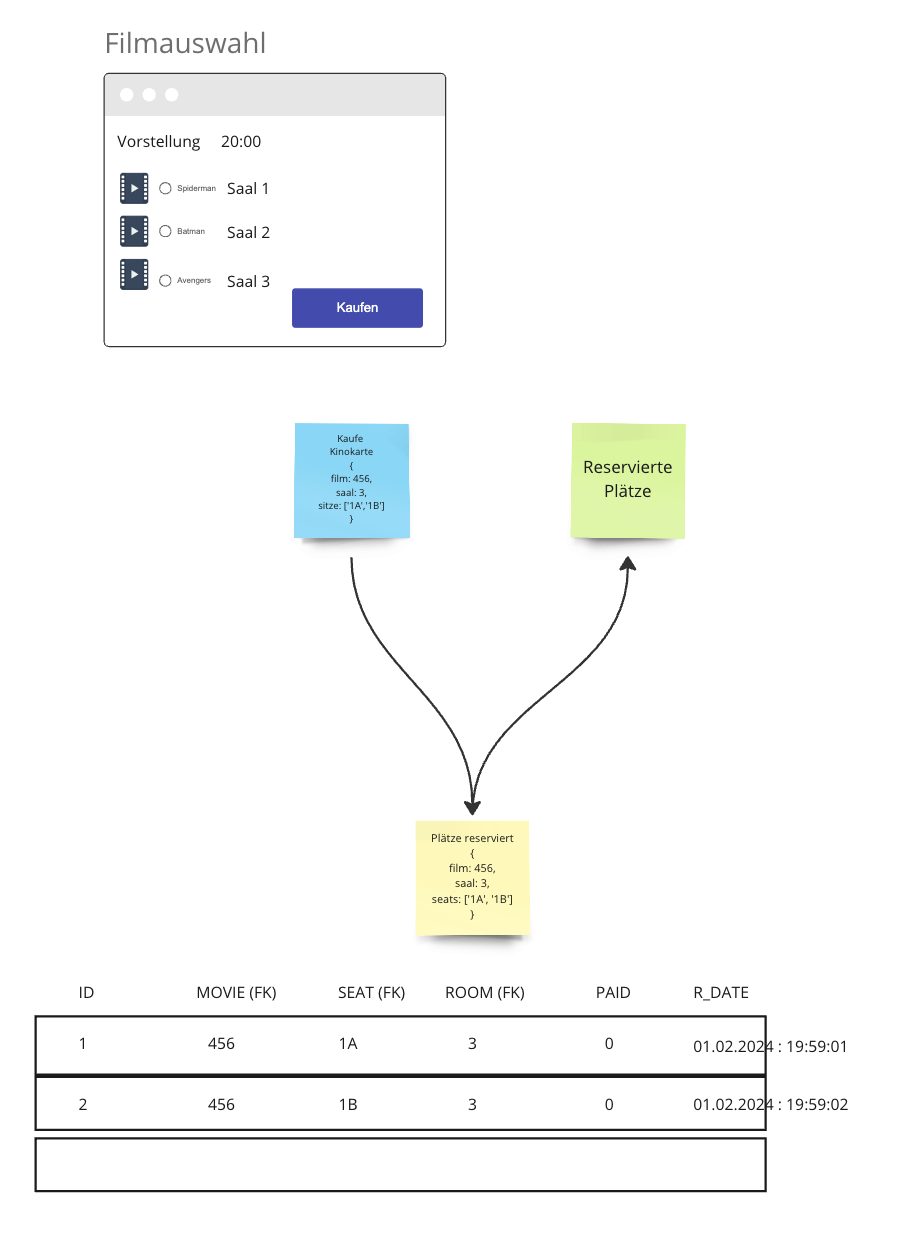 Filmauswahl
Vorstellung 20:00
Spiderman Saal 1
Batman Saal 2
Avengers Saal 3
Kaufen
Kaufe
Kinokarte
{
film: 456,
saal: 3,
sitze: ['1A','1B']
}
Reservierte
Plätze
Plätze reserviert
{
film: 456,
saal: 3,
seats: ['1A', '1B']
}
ID MOVIE (FK) SEAT (FK) ROOM (FK) PAID R_DATE
1 456 1A 3 0 01.02.2024 : 19:59:01
2 456 1B 3 0 01.02.2024 : 19:59:02